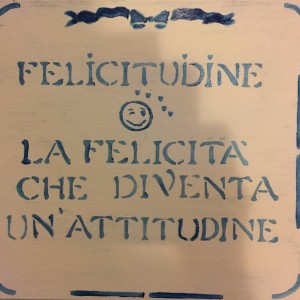 FELICITUDINE
LA FELICITA'
CHE DIVENTA
UN'ATTITUDINE